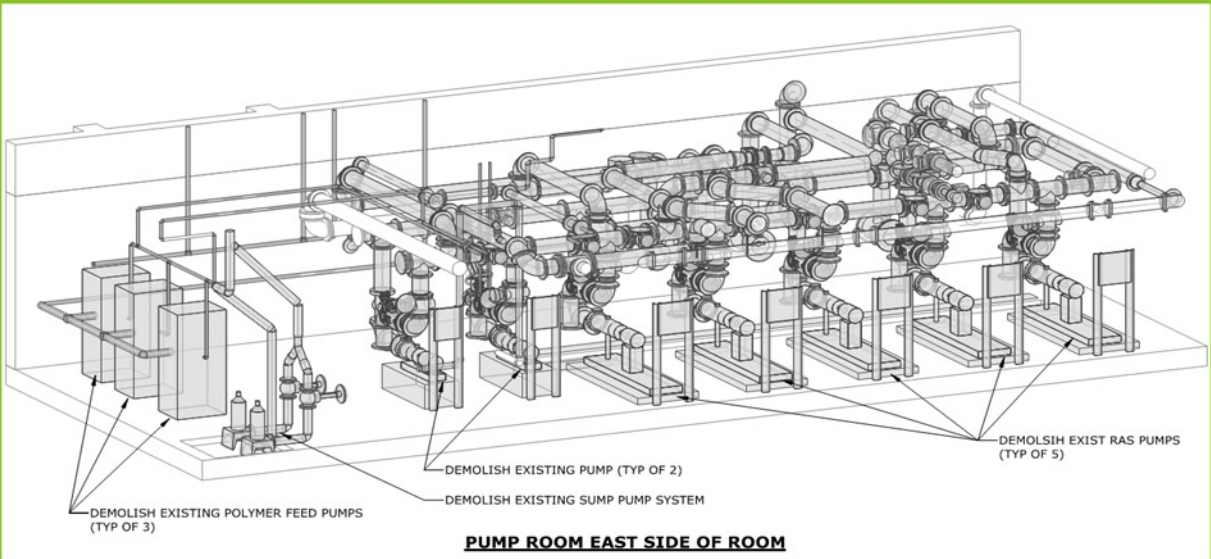 DEMOLSIH EXIST RAS PUMPS
(TYP OF 5)
DEMOLISH EXISTING PUMP (TYP OF 2)
DEMOLISH EXISTING SUMP PUMP SYSTEM
DEMOLISH EXISTING POLYMER FEED PUMPS
(TYP OF 3)
PUMP ROOM EAST SIDE OF ROOM